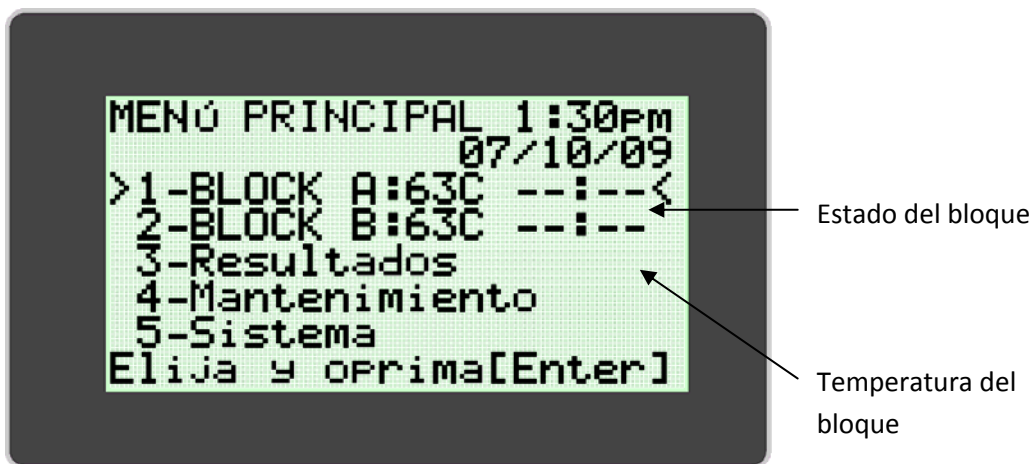 MENú PRINCIPAL 1:30pm
07/10/09
>1-BLOCK A:63C --:--<
2-BLOCK B:63C --:--
3-Resultados
4-Mantenimiento
5-Sistema
Elija y oprima[Enter]
Estado del bloque
Temperatura del
bloque